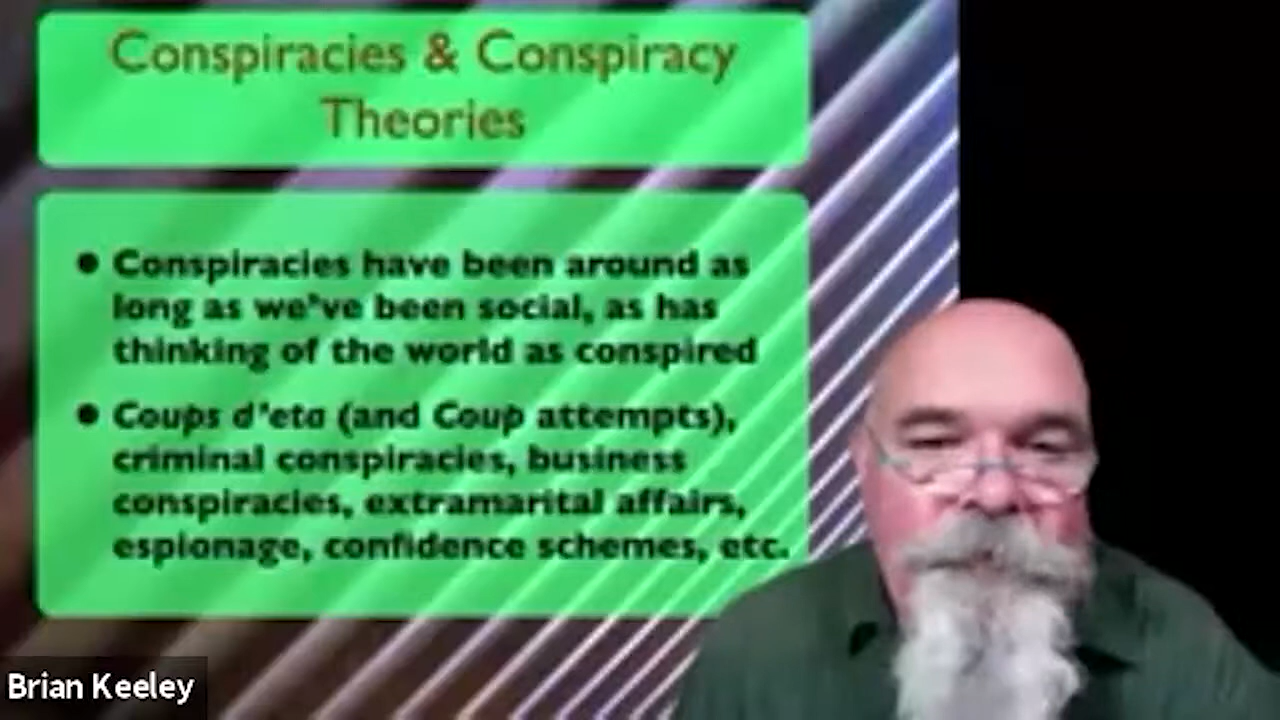 Conspiracies & Conspiracy
Theories
• Conspiracies have been around as
long as we've been social, as has
thinking of the world as conspired
• Coups d'eta (and Coup attempts),
criminal conspiracies, business
conspiracies, extramarital affairs,
espionage, confidence schemes, etc.
Brian Keeley